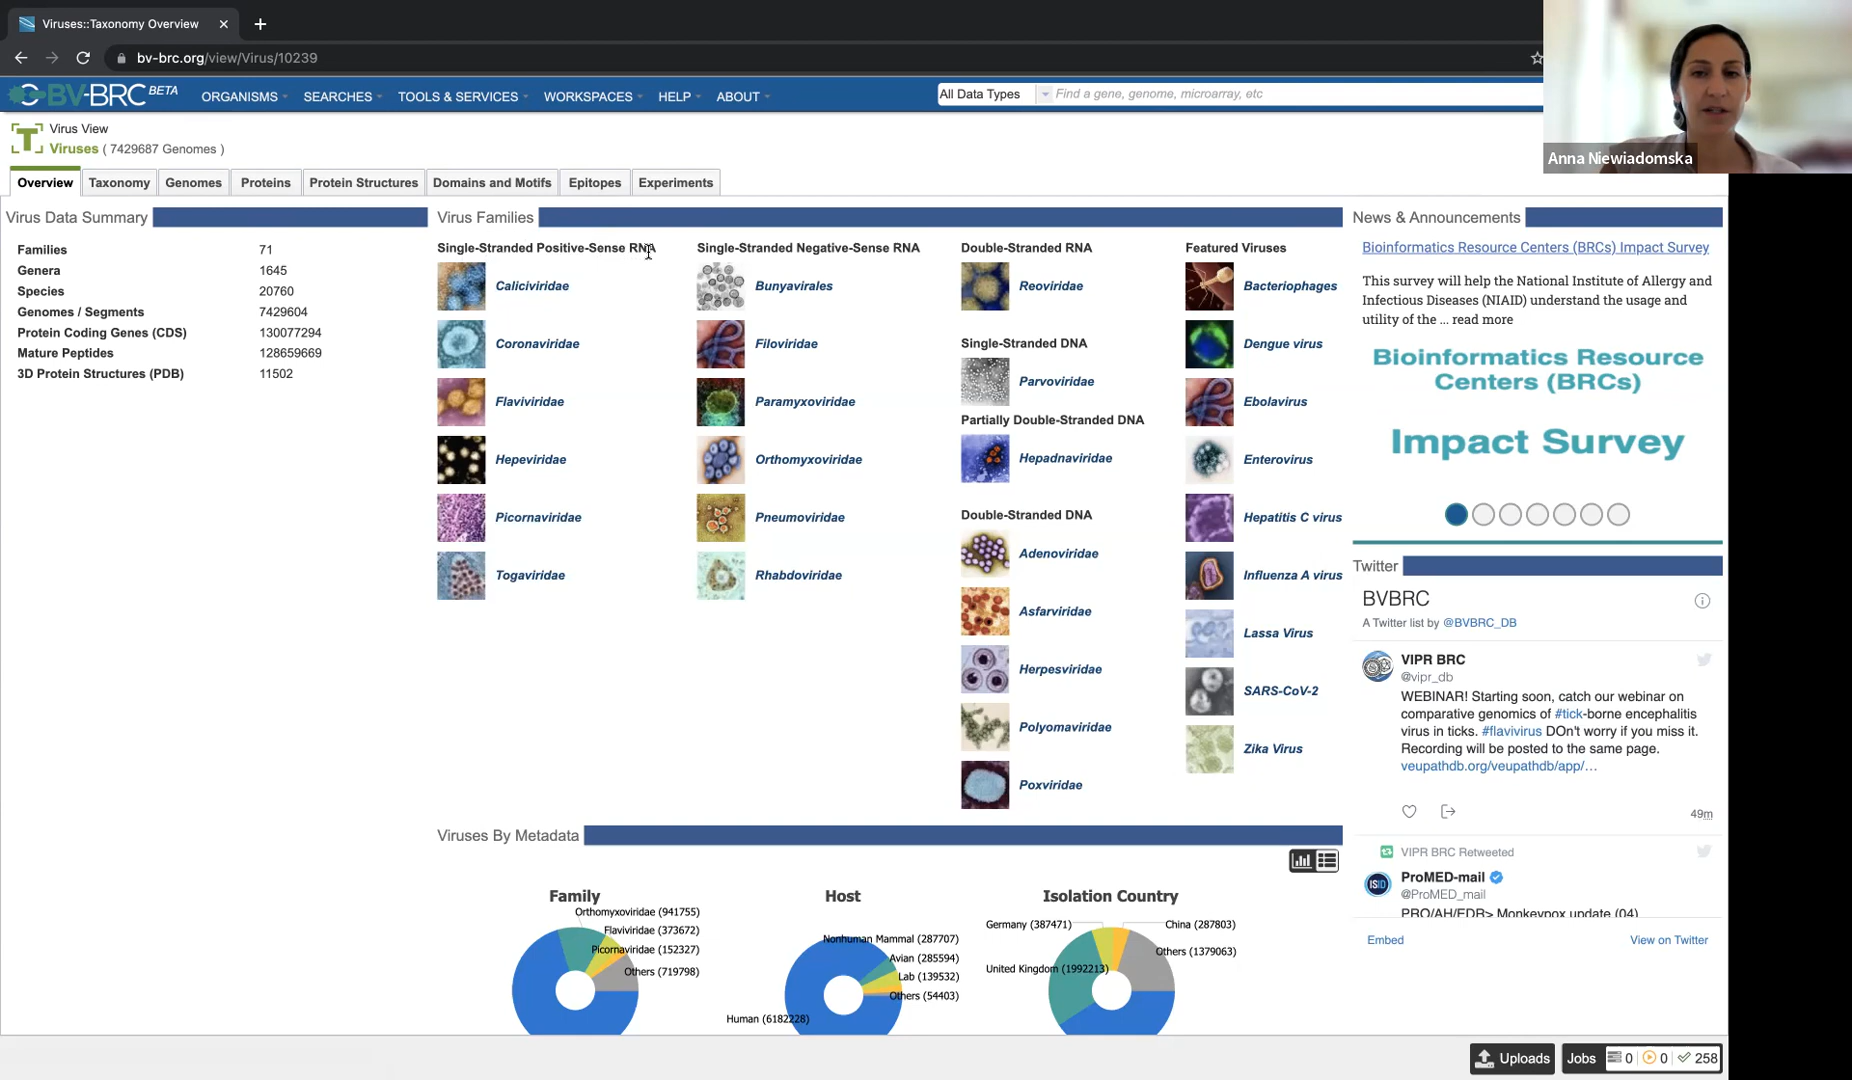 Viruses::Taxonomy Overview
bv-brc.org/view/Virus/10239
BV-BRC BETA
ORGANISMS
SEARCHES
TOOLS & SERVICES
WORKSPACES
HELP
ABOUT
All Data Types
Find a gene, genome, microarray, etc
Anna Niewiadomska
T
Virus View
Viruses ( 7429687 Genomes )
Overview
Taxonomy
Genomes
Proteins
Protein Structures
Domains and Motifs
Epitopes
Experiments
Virus Data Summary
Families 71
Genera 1645
Species 20760
Genomes / Segments 7429604
Protein Coding Genes (CDS) 130077294
Mature Peptides 128659669
3D Protein Structures (PDB) 11502
Virus Families
Single-Stranded Positive-Sense RNA
Caliciviridae
Coronaviridae
Flaviviridae
Hepeviridae
Picornaviridae
Togaviridae
Single-Stranded Negative-Sense RNA
Bunyavirales
Filoviridae
Paramyxoviridae
Orthomyxoviridae
Pneumoviridae
Rhabdoviridae
Double-Stranded RNA
Reoviridae
Single-Stranded DNA
Parvoviridae
Partially Double-Stranded DNA
Hepadnaviridae
Double-Stranded DNA
Adenoviridae
Asfarviridae
Herpesviridae
Polyomaviridae
Poxviridae
Featured Viruses
Bacteriophages
Dengue virus
Ebolavirus
Enterovirus
Hepatitis C virus
Influenza A virus
Lassa Virus
SARS-CoV-2
Zika Virus
Viruses By Metadata
Family
Orthomyxoviridae (941755)
Flaviviridae (373672)
Picornaviridae (152327)
Others (719798)
Host
Nonhuman Mammal (287707)
Avian (285594)
Lab (139532)
Others (54403)
Human (6182228)
Isolation Country
Germany (387471)
China (287803)
Others (1379063)
United Kingdom (1992213)
News & Announcements
Bioinformatics Resource Centers (BRCs) Impact Survey
This survey will help the National Institute of Allergy and
Infectious Diseases (NIAID) understand the usage and
utility of the ... read more
Bioinformatics Resource
Centers (BRCs)
Impact Survey
Twitter
BVBRC
A Twitter list by @BVBRC_DB
VIPR BRC
@vipr_db
WEBINAR! Starting soon, catch our webinar on
comparative genomics of #tick-borne encephalitis
virus in ticks. #flavivirus DOn't worry if you miss it.
Recording will be posted to the same page.
veupathdb.org/veupathdb/app/…
49m
VIPR BRC Retweeted
ISID
ProMED-mail
@ProMED_mail
PRO/AH/EDR> Monkeypox update (04)
Embed
View on Twitter
Uploads
Jobs 0 0 258